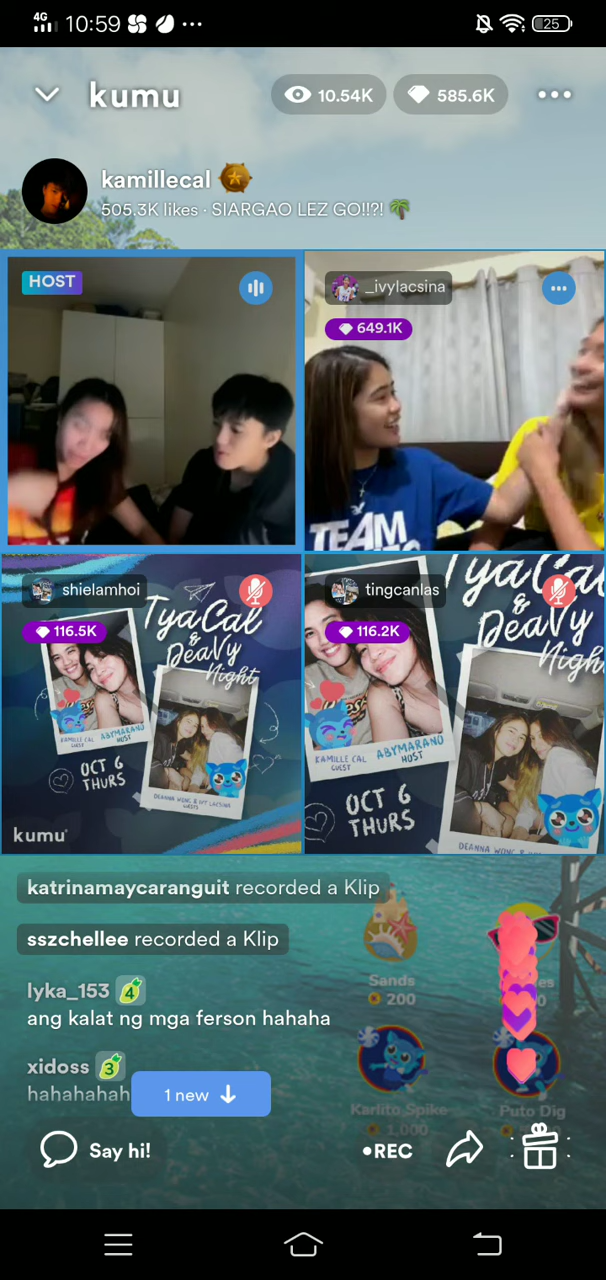 4G 10:59 25
kumu 10.54K 585.6K
kamillecal
505.3K likes · SIARGAO LEZ GO!!?! 🌴
HOST
_ivylacsina
649.1K
TEAM
shielamhoi
116.5K
TyaCal
&
DeaVy
Night
KAMILLE CAL
GUEST
ABYMARANO
HOST
OCT 6
THURS
DEANNA WONG & IVY LACSINA
GUESTS
kumu
tingcanlas
116.2K
TyaCal
&
DeaVy
Night
KAMILLE CAL
GUEST
ABYMARANO
HOST
OCT 6
THURS
DEANNA WONG & IVY LACSINA
katrinamaycaranguit recorded a Klip
sszchellee recorded a Klip
lyka_153 4
ang kalat ng mga ferson hahaha
xidoss 3
hahahahah
1 new
Sands
200
Karlito Spike
1,000
Puto Dig
Say hi!
•REC